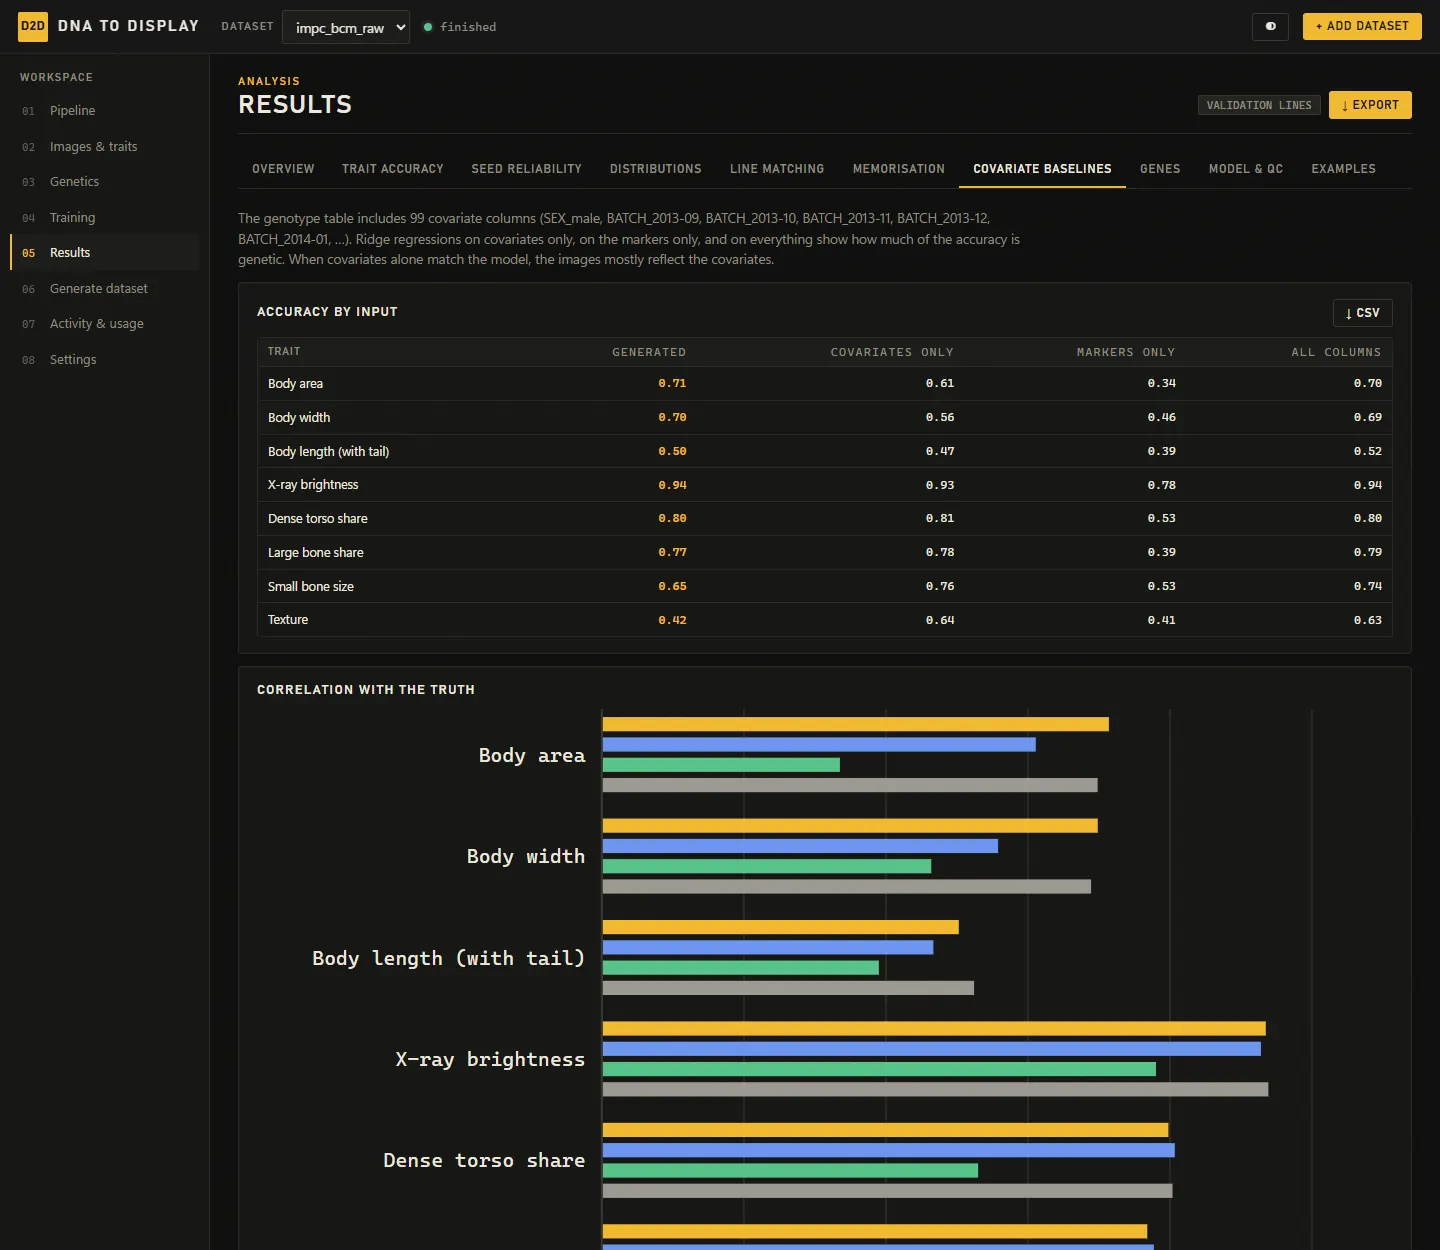 D2D DNA TO DISPLAY DATASET impc_bcm_raw finished + ADD DATASET
WORKSPACE
01 Pipeline
02 Images & traits
03 Genetics
04 Training
05 Results
06 Generate dataset
07 Activity & usage
08 Settings
ANALYSIS
RESULTS
VALIDATION LINES ↓ EXPORT
OVERVIEW TRAIT ACCURACY SEED RELIABILITY DISTRIBUTIONS LINE MATCHING MEMORISATION COVARIATE BASELINES GENES MODEL & QC EXAMPLES
The genotype table includes 99 covariate columns (SEX_male, BATCH_2013-09, BATCH_2013-10, BATCH_2013-11, BATCH_2013-12,
BATCH_2014-01, ...). Ridge regressions on covariates only, on the markers only, and on everything show how much of the accuracy is
genetic. When covariates alone match the model, the images mostly reflect the covariates.
ACCURACY BY INPUT ↓ CSV
TRAIT GENERATED COVARIATES ONLY MARKERS ONLY ALL COLUMNS
Body area 0.71 0.61 0.34 0.70
Body width 0.70 0.56 0.46 0.69
Body length (with tail) 0.50 0.47 0.39 0.52
X-ray brightness 0.94 0.93 0.78 0.94
Dense torso share 0.80 0.81 0.53 0.80
Large bone share 0.77 0.78 0.39 0.79
Small bone size 0.65 0.76 0.53 0.74
Texture 0.42 0.64 0.41 0.63
CORRELATION WITH THE TRUTH
Body area
Body width
Body length (with tail)
X-ray brightness
Dense torso share